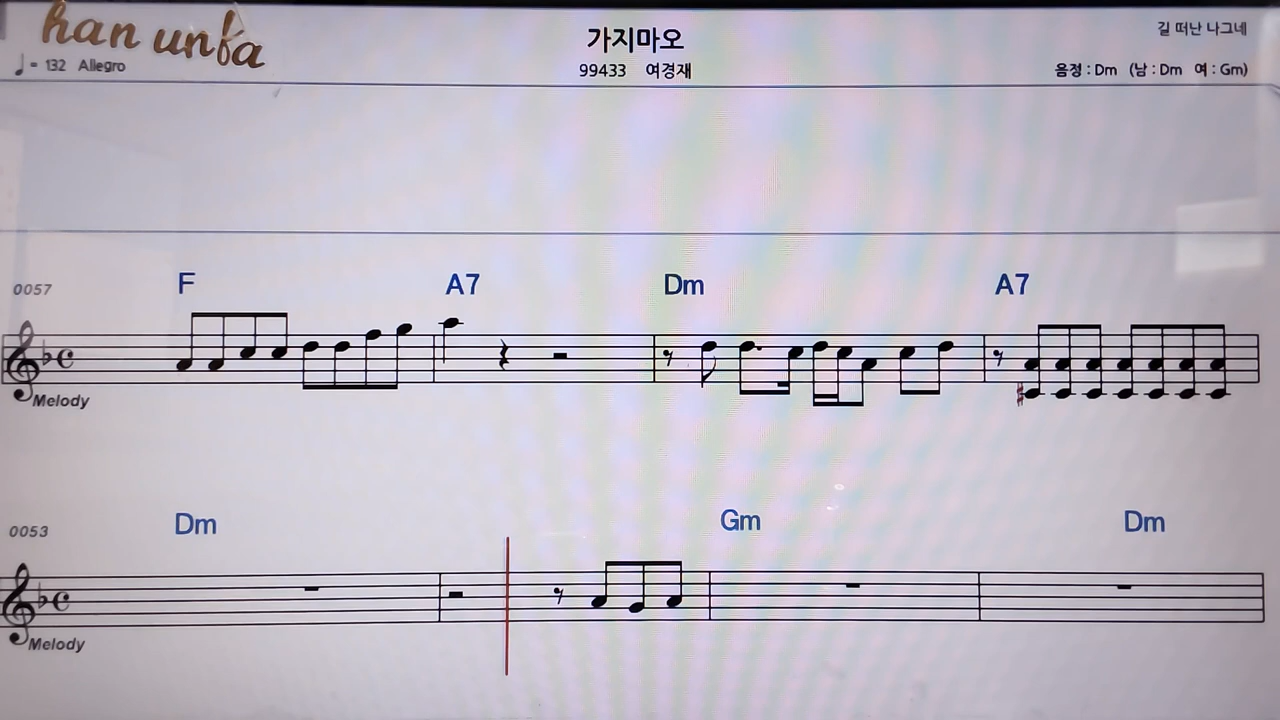 han unba
가지마오
길 떠난 나그네
♩= 132 Allegro
99433 여경재
음정 : Dm (남 : Dm 여 : Gm)
F A7 Dm A7
0057
Melody
Dm Gm Dm
0053
Melody